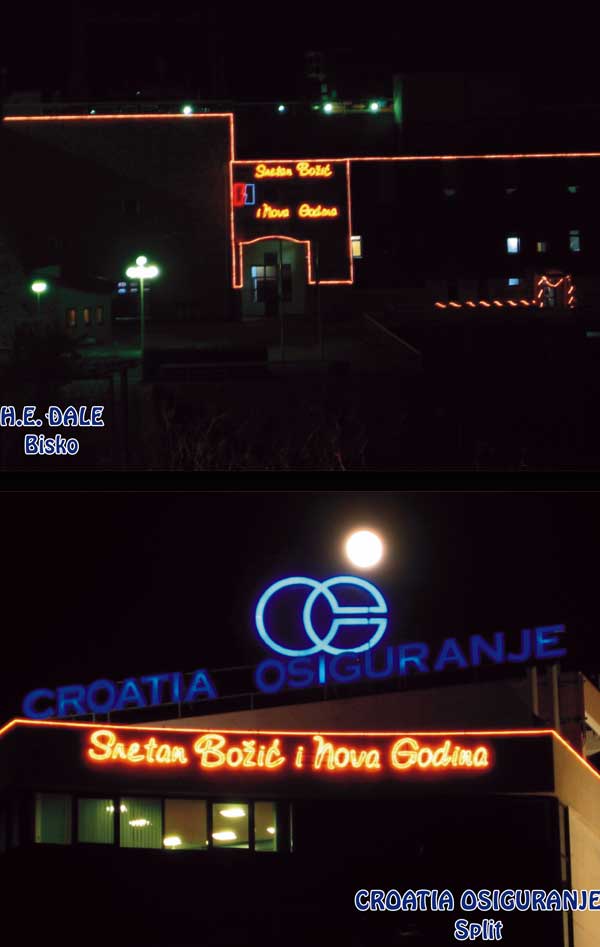 Sretan Božić
i Nova Godina
H.E. ĐALE
Bisko
CROATIA OSIGURANJE
Sretan Božić i Nova Godina
CROATIA OSIGURANJE
Split